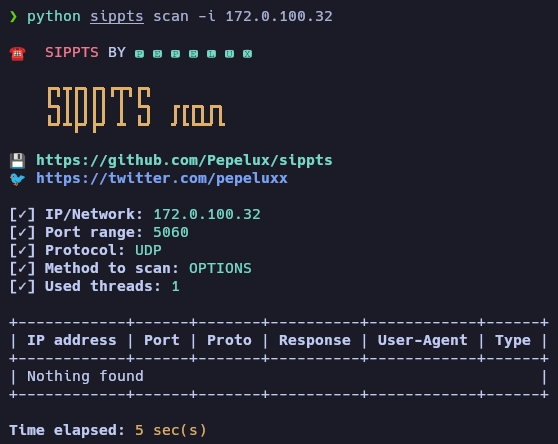 ❯ python sippts scan -i 172.0.100.32
☎️ SIPPTS BY 🅿 🅴 🅿 🅴 🅻 🆄 🆇
SIPPTS scan
💾 https://github.com/Pepelux/sippts
🐦 https://twitter.com/pepeluxx
[✓] IP/Network: 172.0.100.32
[✓] Port range: 5060
[✓] Protocol: UDP
[✓] Method to scan: OPTIONS
[✓] Used threads: 1
+------------+------+-------+----------+------------+------+
| IP address | Port | Proto | Response | User-Agent | Type |
+------------+------+-------+----------+------------+------+
| Nothing found                                            |
+------------+------+-------+----------+------------+------+
Time elapsed: 5 sec(s)